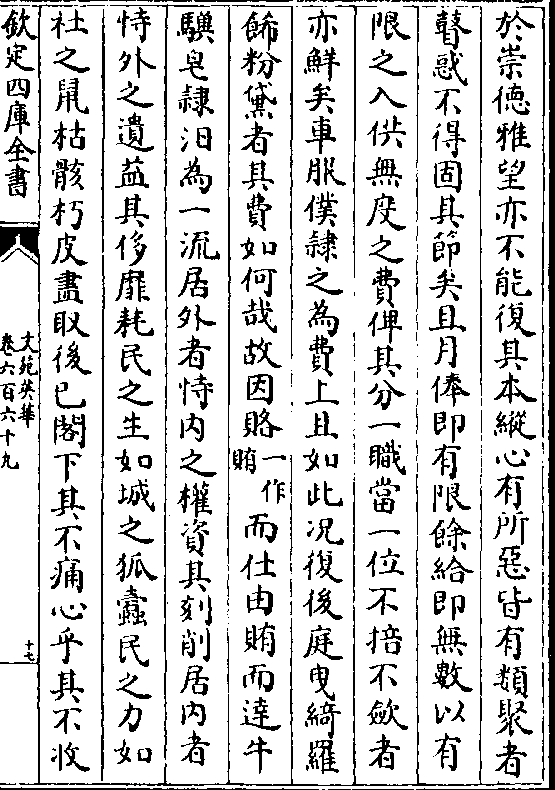 於崇德雅望亦不能復其本縱心有所惡皆有類聚者
瞽惑不得固其節矣且月俸即有限餘給即無數以有
限之入供無度之費俾其分一職當一位不掊不斂者
亦鮮矣車服僕隸之為費上且如此况復後庭曳綺羅
餙粉黛者其費如何哉故因賂一作賄而仕由賄而達牛
驥皂隷汨為一流居外者恃内之權資其刻削居内者
恃外之遺益其侈靡耗民之生如城之狐蠧民之力如
社之鼠枯骸朽皮盡取後已閣下其不痛心乎其不收
欽定四庫全書
文苑英華
卷六百六十九
十七